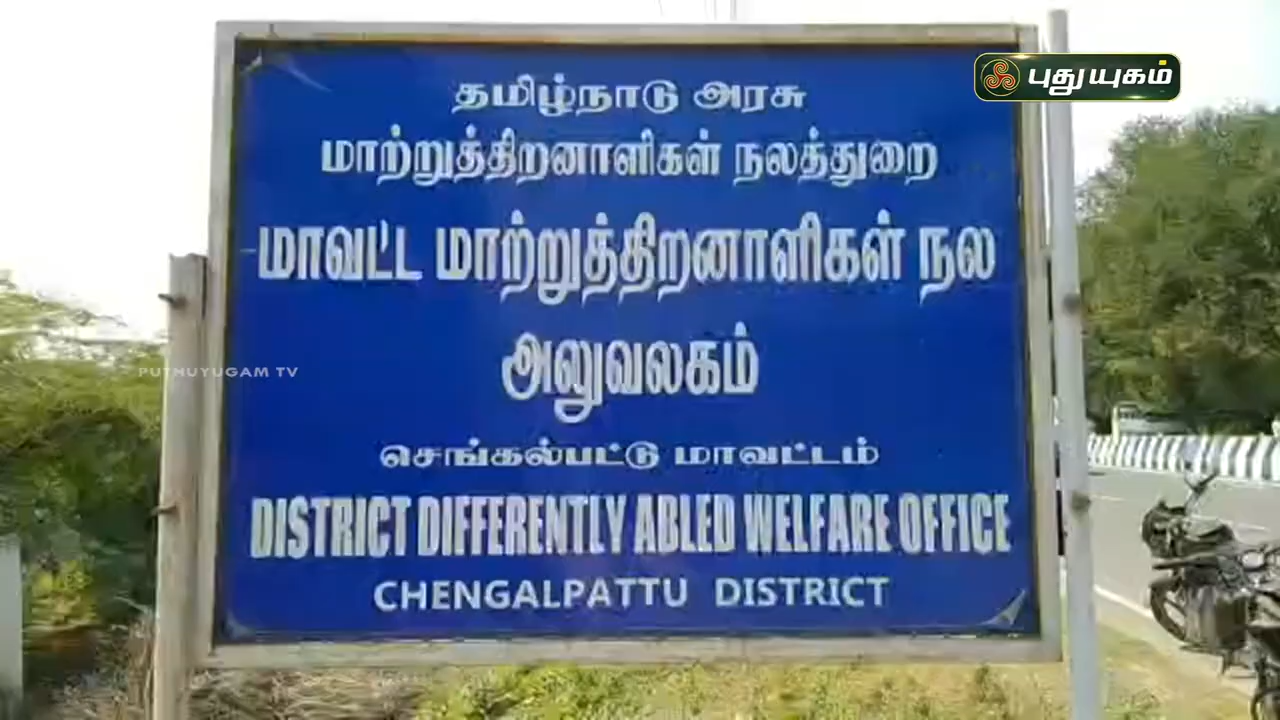 புதுயுகம்
தமிழ்நாடு அரசு
மாற்றுத்திறனாளிகள் நலத்துறை
மாவட்ட மாற்றுத்திறனாளிகள் நல
அலுவலகம்
PUTHUYUGAM TV
செங்கல்பட்டு மாவட்டம்
DISTRICT DIFFERENTLY ABLED WELFARE OFFICE
CHENGALPATTU DISTRICT